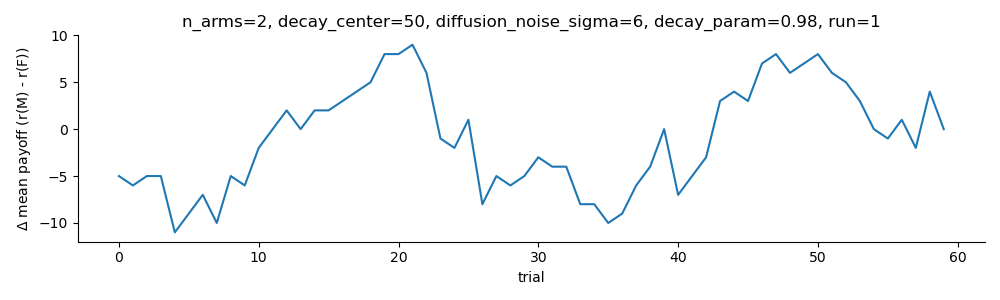 n_arms=2, decay_center=50, diffusion_noise_sigma=6, decay_param=0.98, run=1
Δ mean payoff (r(M) - r(F))
10
5
0
−5
−10
0 10 20 30 40 50 60
trial